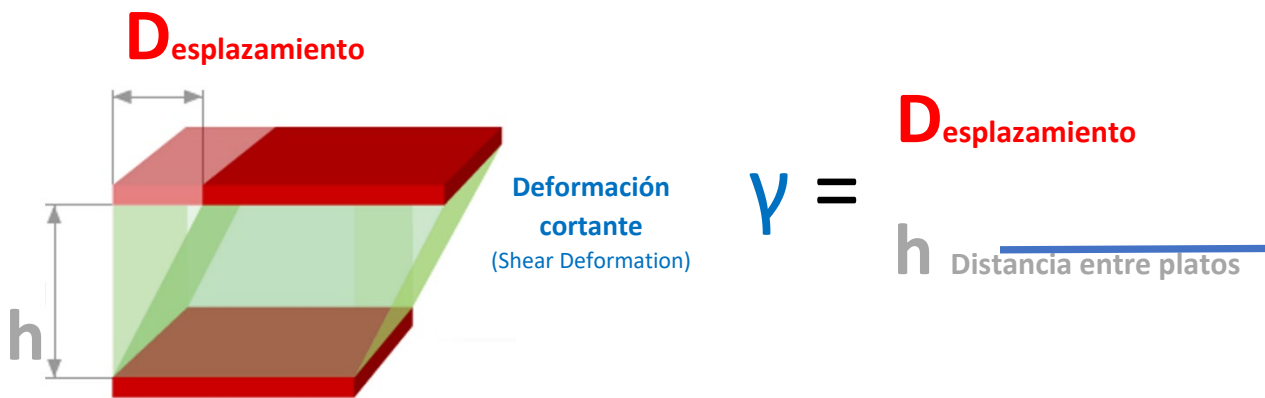 Desplazamiento
h
Deformación
cortante
(Shear Deformation)
γ =
Desplazamiento
h Distancia entre platos